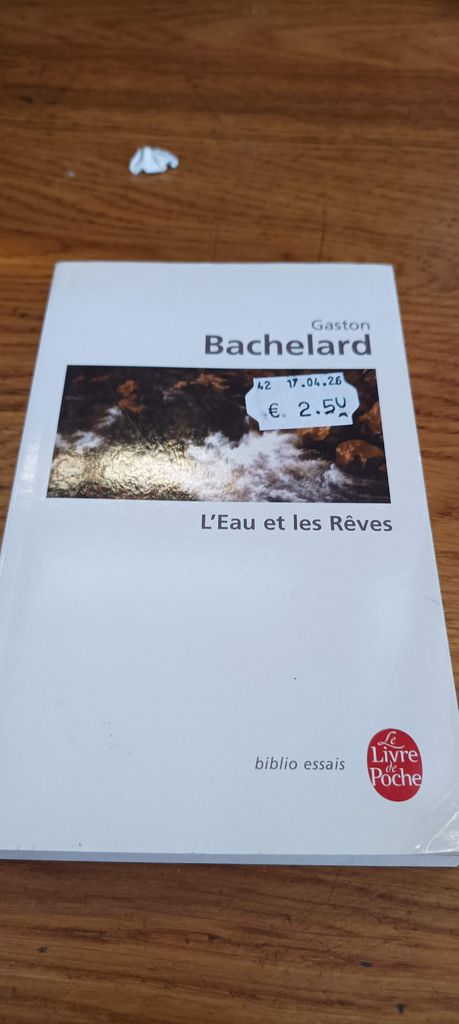 Gaston
Bachelard
42 17.04.26
€ 2.50
L'Eau et les Rêves
biblio essais
Le
Livre
de
Poche